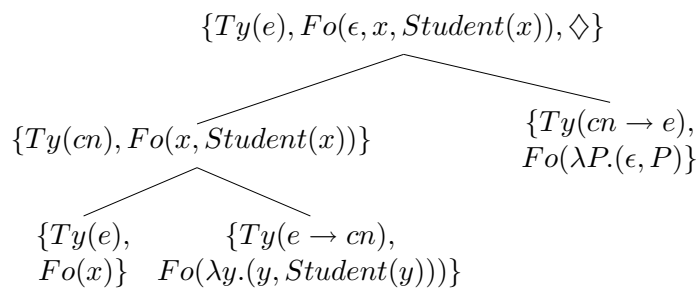 {Ty(e), Fo(ϵ, x, Student(x)), ♢}
{Ty(cn), Fo(x, Student(x))}
{Ty(cn → e),
Fo(λP.(ϵ, P)}
{Ty(e),
Fo(x)}
{Ty(e → cn),
Fo(λy.(y, Student(y)))}